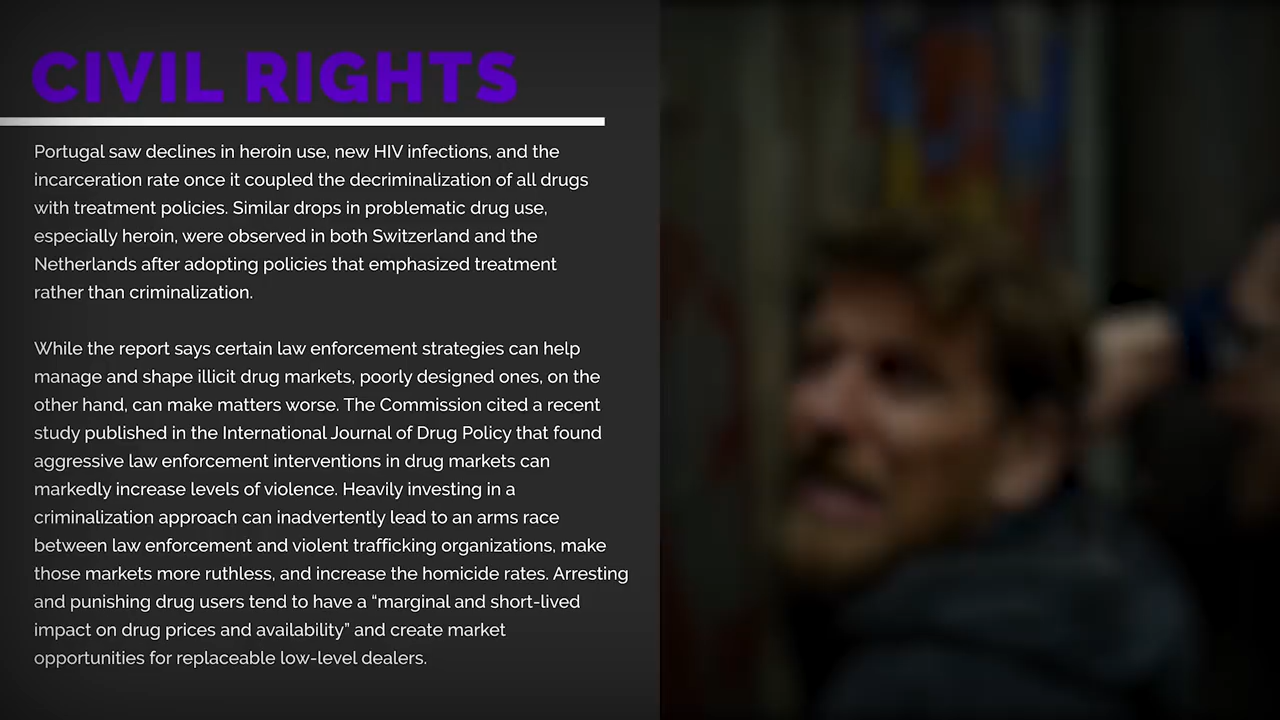 CIVIL RIGHTS
Portugal saw declines in heroin use, new HIV infections, and the
incarceration rate once it coupled the decriminalization of all drugs
with treatment policies. Similar drops in problematic drug use,
especially heroin, were observed in both Switzerland and the
Netherlands after adopting policies that emphasized treatment
rather than criminalization.
While the report says certain law enforcement strategies can help
manage and shape illicit drug markets, poorly designed ones, on the
other hand, can make matters worse. The Commission cited a recent
study published in the International Journal of Drug Policy that found
aggressive law enforcement interventions in drug markets can
markedly increase levels of violence. Heavily investing in a
criminalization approach can inadvertently lead to an arms race
between law enforcement and violent trafficking organizations, make
those markets more ruthless, and increase the homicide rates. Arresting
and punishing drug users tend to have a “marginal and short-lived
impact on drug prices and availability” and create market
opportunities for replaceable low-level dealers.